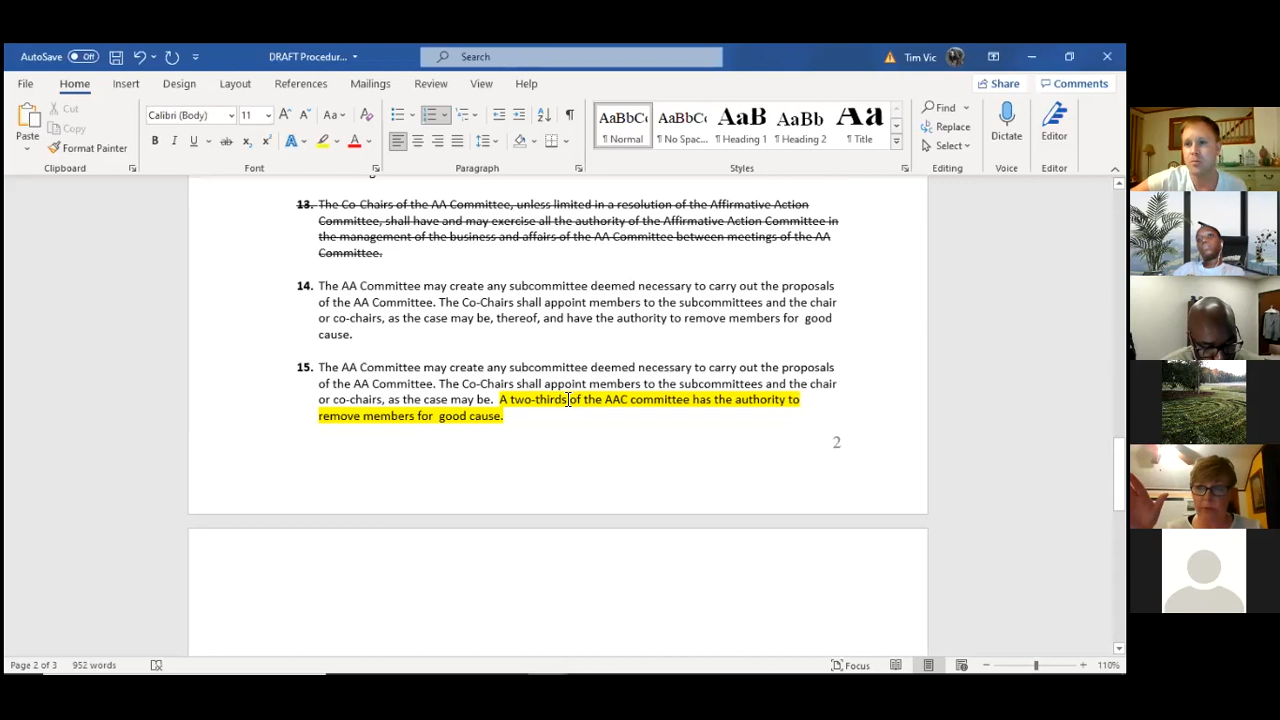 AutoSave Off DRAFT Procedur... Search Tim Vic
File Home Insert Design Layout References Mailings Review View Help Share Comments
Paste Cut Copy Format Painter Clipboard
Calibri (Body) 11 Aa Font
Paragraph
AaBbCc ¶ Normal AaBbCc ¶ No Spac... AaB ¶ Heading 1 AaBb ¶ Heading 2 Aa ¶ Title Styles
Find Replace Select Editing
Dictate Voice
Editor Editor
13. The Co-Chairs of the AA Committee, unless limited in a resolution of the Affirmative Action
Committee, shall have and may exercise all the authority of the Affirmative Action Committee in
the management of the business and affairs of the AA Committee between meetings of the AA
Committee.
14. The AA Committee may create any subcommittee deemed necessary to carry out the proposals
of the AA Committee. The Co-Chairs shall appoint members to the subcommittees and the chair
or co-chairs, as the case may be, thereof, and have the authority to remove members for good
cause.
15. The AA Committee may create any subcommittee deemed necessary to carry out the proposals
of the AA Committee. The Co-Chairs shall appoint members to the subcommittees and the chair
or co-chairs, as the case may be. A two-thirds of the AAC committee has the authority to
remove members for good cause.
2
Page 2 of 3 952 words Focus 110%